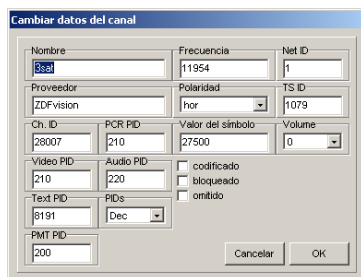 Cambiar datos del canal
Nombre Frecuencia Net ID
3sat 11954 1
Proveedor Polaridad TS ID
ZDFvision hor 1079
Ch. ID PCR PID Valor del símbolo Volume
28007 210 27500 0
Video PID Audio PID
210 220
codificado
bloqueado
omitido
Text PID PIDs
8191 Dec
PMT PID
200
Cancelar OK